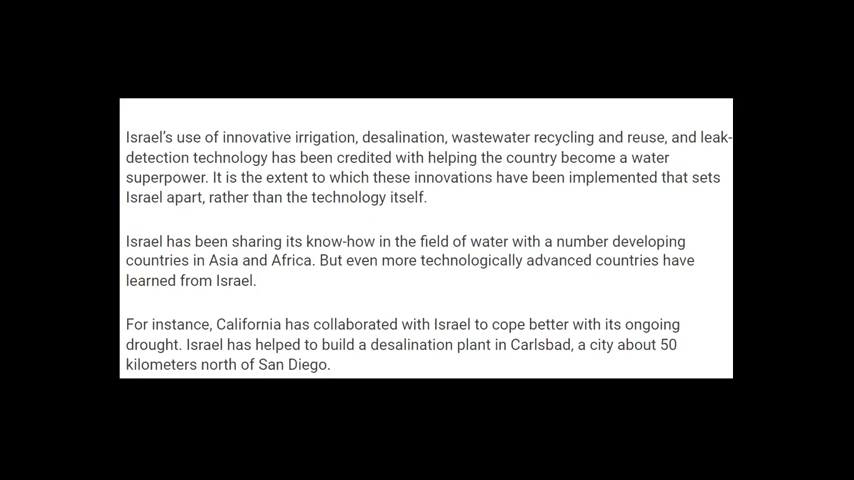 Israel's use of innovative irrigation, desalination, wastewater recycling and reuse, and leak-
detection technology has been credited with helping the country become a water
superpower. It is the extent to which these innovations have been implemented that sets
Israel apart, rather than the technology itself.
Israel has been sharing its know-how in the field of water with a number developing
countries in Asia and Africa. But even more technologically advanced countries have
learned from Israel.
For instance, California has collaborated with Israel to cope better with its ongoing
drought. Israel has helped to build a desalination plant in Carlsbad, a city about 50
kilometers north of San Diego.